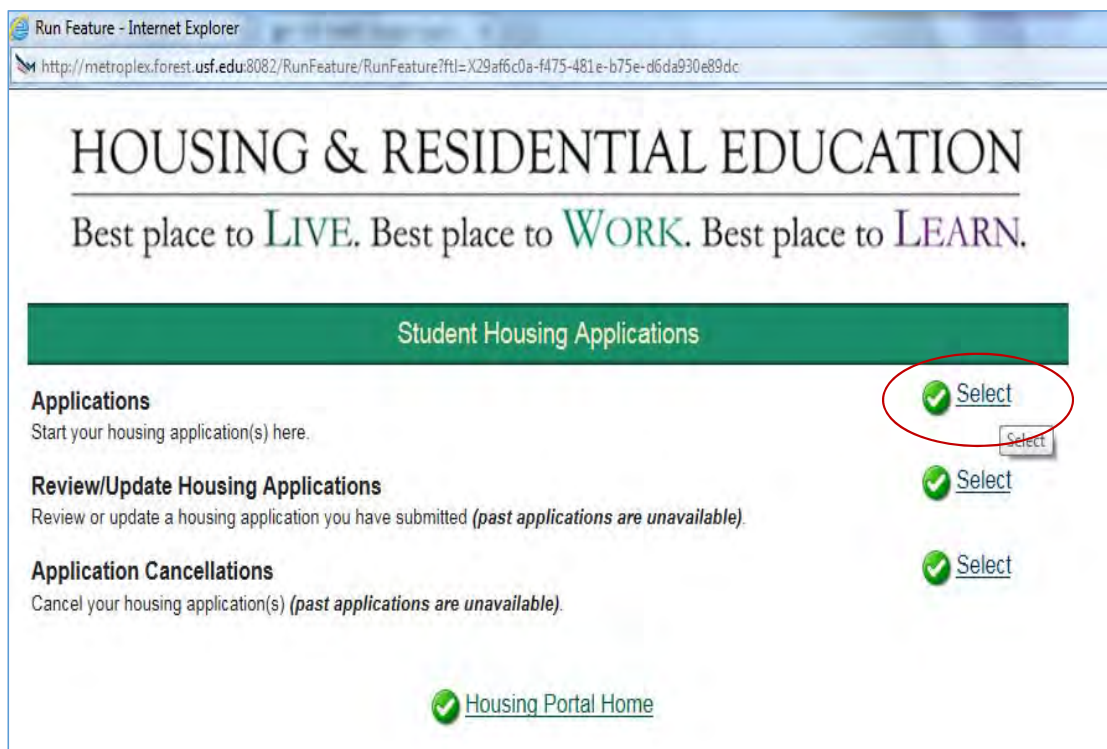 Run Feature - Internet Explorer
http://metroplex.forest.usf.edu:8082/RunFeature/RunFeature?ftl=X29af6c0a-f475-481e-b75e-d6da930e89dc
HOUSING & RESIDENTIAL EDUCATION
Best place to LIVE. Best place to WORK. Best place to LEARN.
Student Housing Applications
Applications
Select
Start your housing application(s) here.
Select
Review/Update Housing Applications
Select
Review or update a housing application you have submitted (past applications are unavailable).
Application Cancellations
Select
Cancel your housing application(s) (past applications are unavailable).
Housing Portal Home